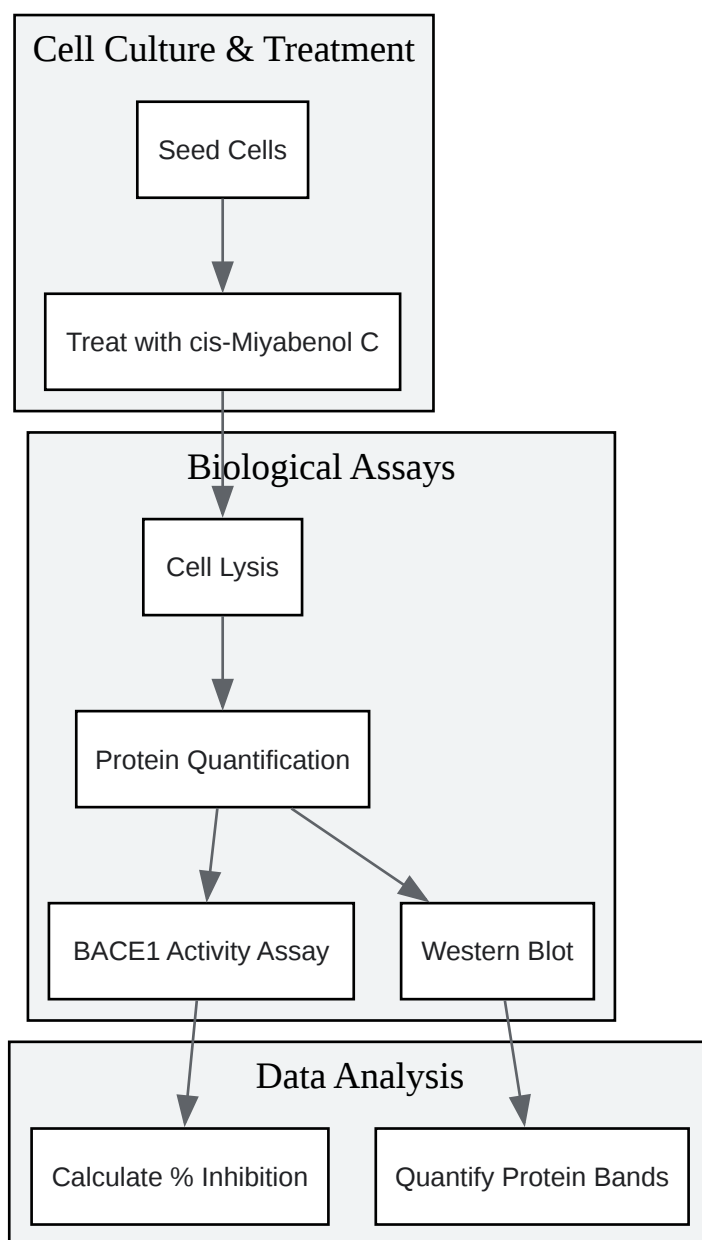 Cell Culture & Treatment
Seed Cells
Treat with cis-Miyabenol C
Biological Assays
Cell Lysis
Protein Quantification
BACE1 Activity Assay
Western Blot
Data Analysis
Calculate % Inhibition
Quantify Protein Bands